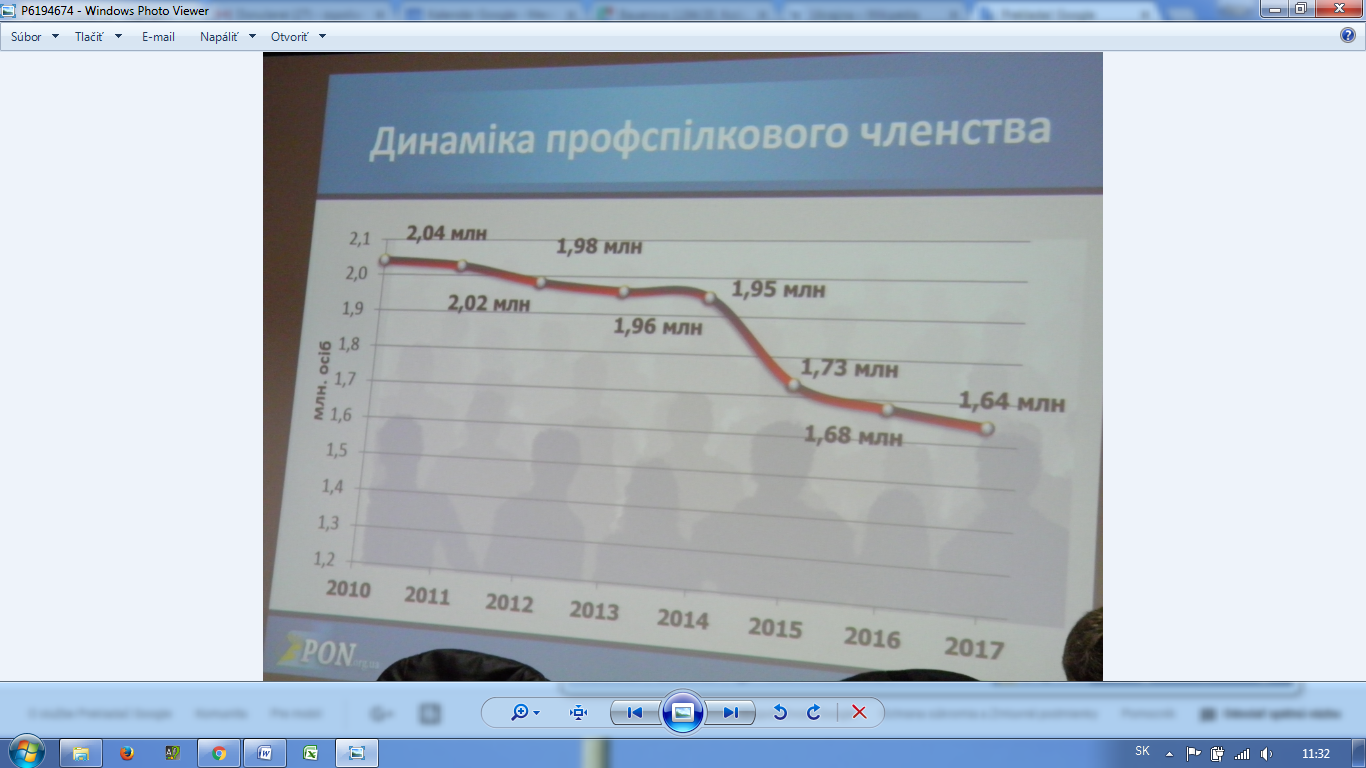 P6194674 - Windows Photo Viewer
Súbor
Tlačiť
E-mail
Napáliť
Otvoriť
Динаміка профспілкового членства
2,04 млн
1,98 млн
2,02 млн
1,95 млн
1,96 млн
1,73 млн
1,64 млн
1,68 млн
млн. осіб
2,1
2,0
1,9
1,8
1,7
1,6
1,5
1,4
1,3
1,2
2010
2011
2012
2013
2014
2015
2016
2017
PON.org.ua
SK
11:32